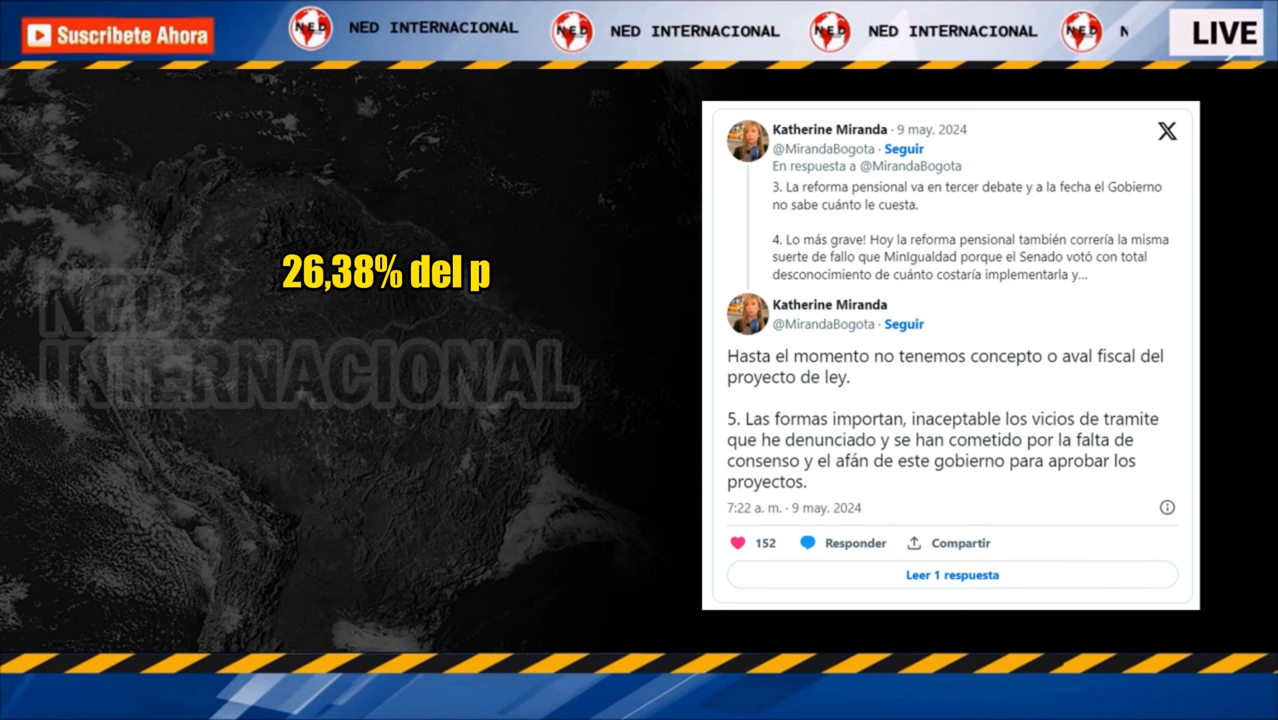 Suscribete Ahora
NED
NED INTERNACIONAL
NED
NED INTERNACIONAL
NED
NED INTERNACIONAL
NED
N
LIVE
26,38% del p
NED
INTERNACIONAL
Katherine Miranda · 9 may. 2024
@MirandaBogota · Seguir
En respuesta a @MirandaBogota
3. La reforma pensional va en tercer debate y a la fecha el Gobierno
no sabe cuánto le cuesta.
4. Lo más grave! Hoy la reforma pensional también correría la misma
suerte de fallo que MinIgualdad porque el Senado votó con total
desconocimiento de cuánto costaría implementarla y...
Katherine Miranda
@MirandaBogota · Seguir
Hasta el momento no tenemos concepto o aval fiscal del
proyecto de ley.
5. Las formas importan, inaceptable los vicios de tramite
que he denunciado y se han cometido por la falta de
consenso y el afán de este gobierno para aprobar los
proyectos.
7:22 a. m. · 9 may. 2024
152 Responder Compartir
Leer 1 respuesta